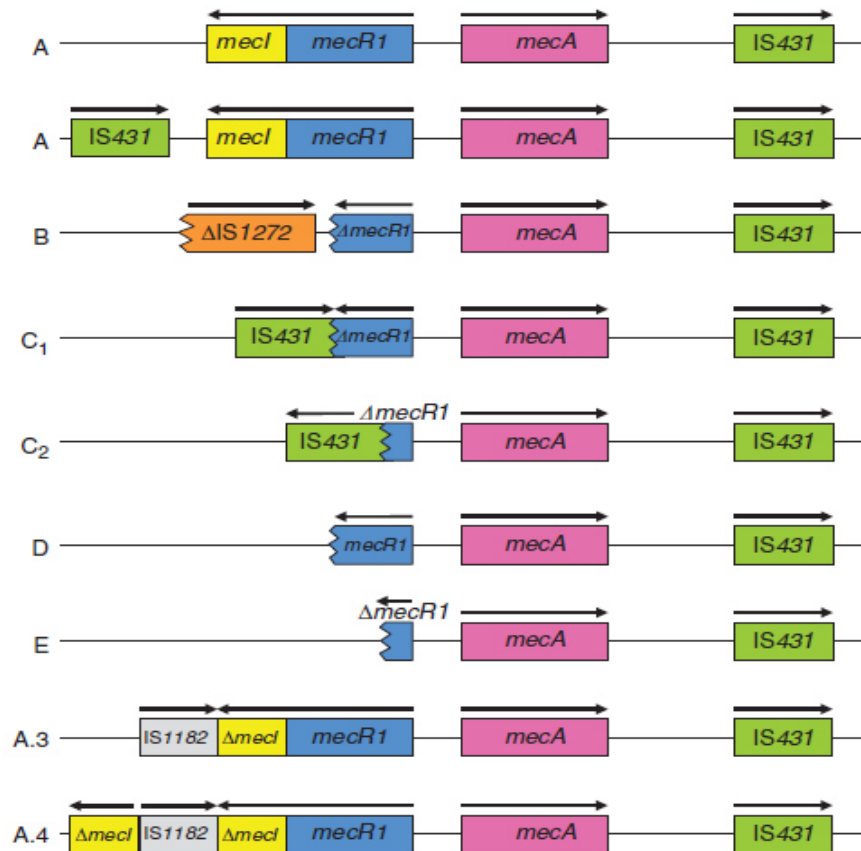 A mecI mecR1 mecA IS431
A IS431 mecI mecR1 mecA IS431
B ΔIS1272 ΔmecR1 mecA IS431
C1 IS431 ΔmecR1 mecA IS431
ΔmecR1
C2 IS431 mecA IS431
D mecR1 mecA IS431
ΔmecR1
E mecA IS431
A.3 IS1182 ΔmecI mecR1 mecA IS431
A.4 ΔmecI IS1182 ΔmecI mecR1 mecA IS431